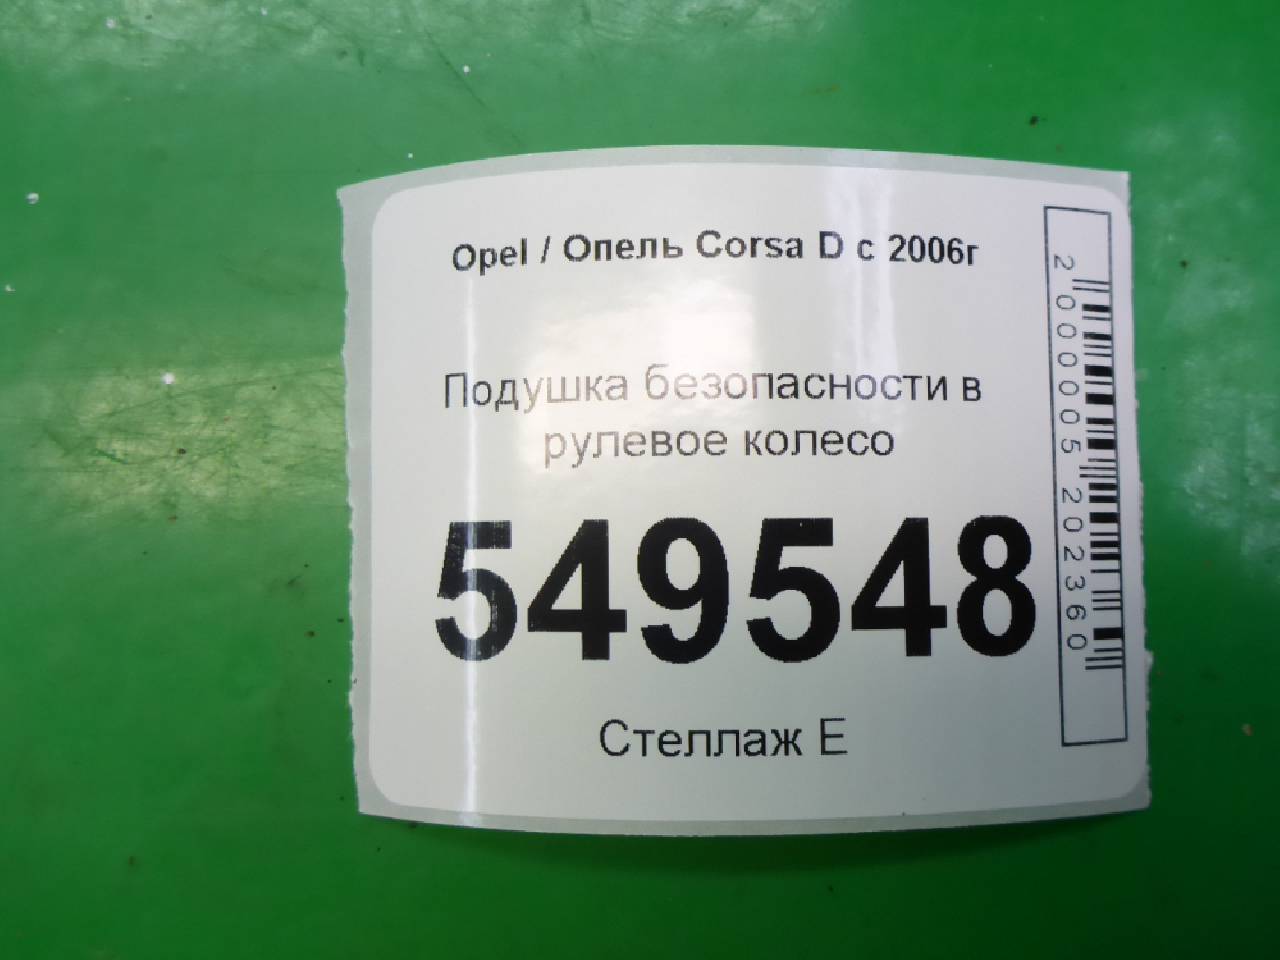 Opel / Опель Corsa D с 2006г
Подушка безопасности в
рулевое колесо
549548
Стеллаж Е
2000005202360